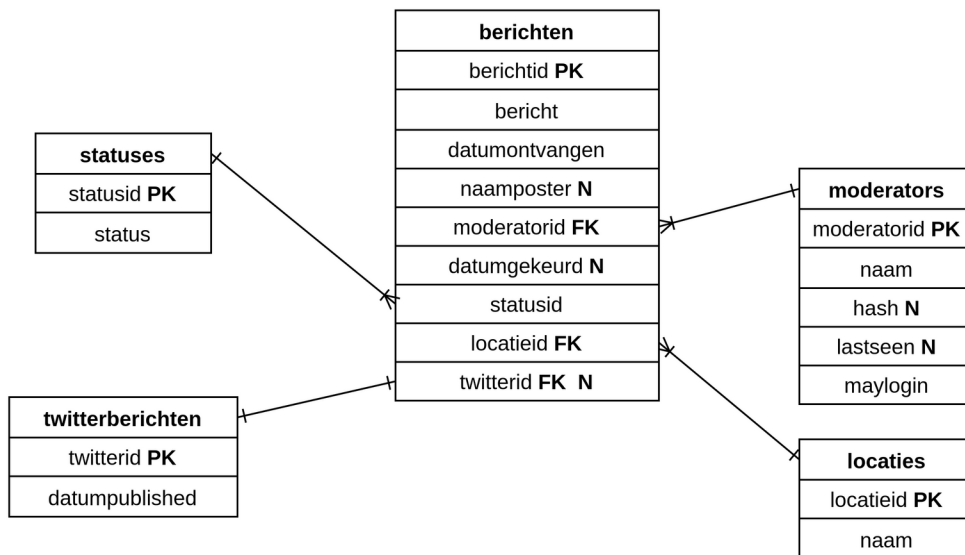 berichten
berichtid PK
bericht
datumontvangen
naamposter N
moderatorid FK
datumgekeurd N
statusid
locatieid FK
twitterid FK N
statuses
statusid PK
status
twitterberichten
twitterid PK
datumpublished
moderators
moderatorid PK
naam
hash N
lastseen N
maylogin
locaties
locatieid PK
naam